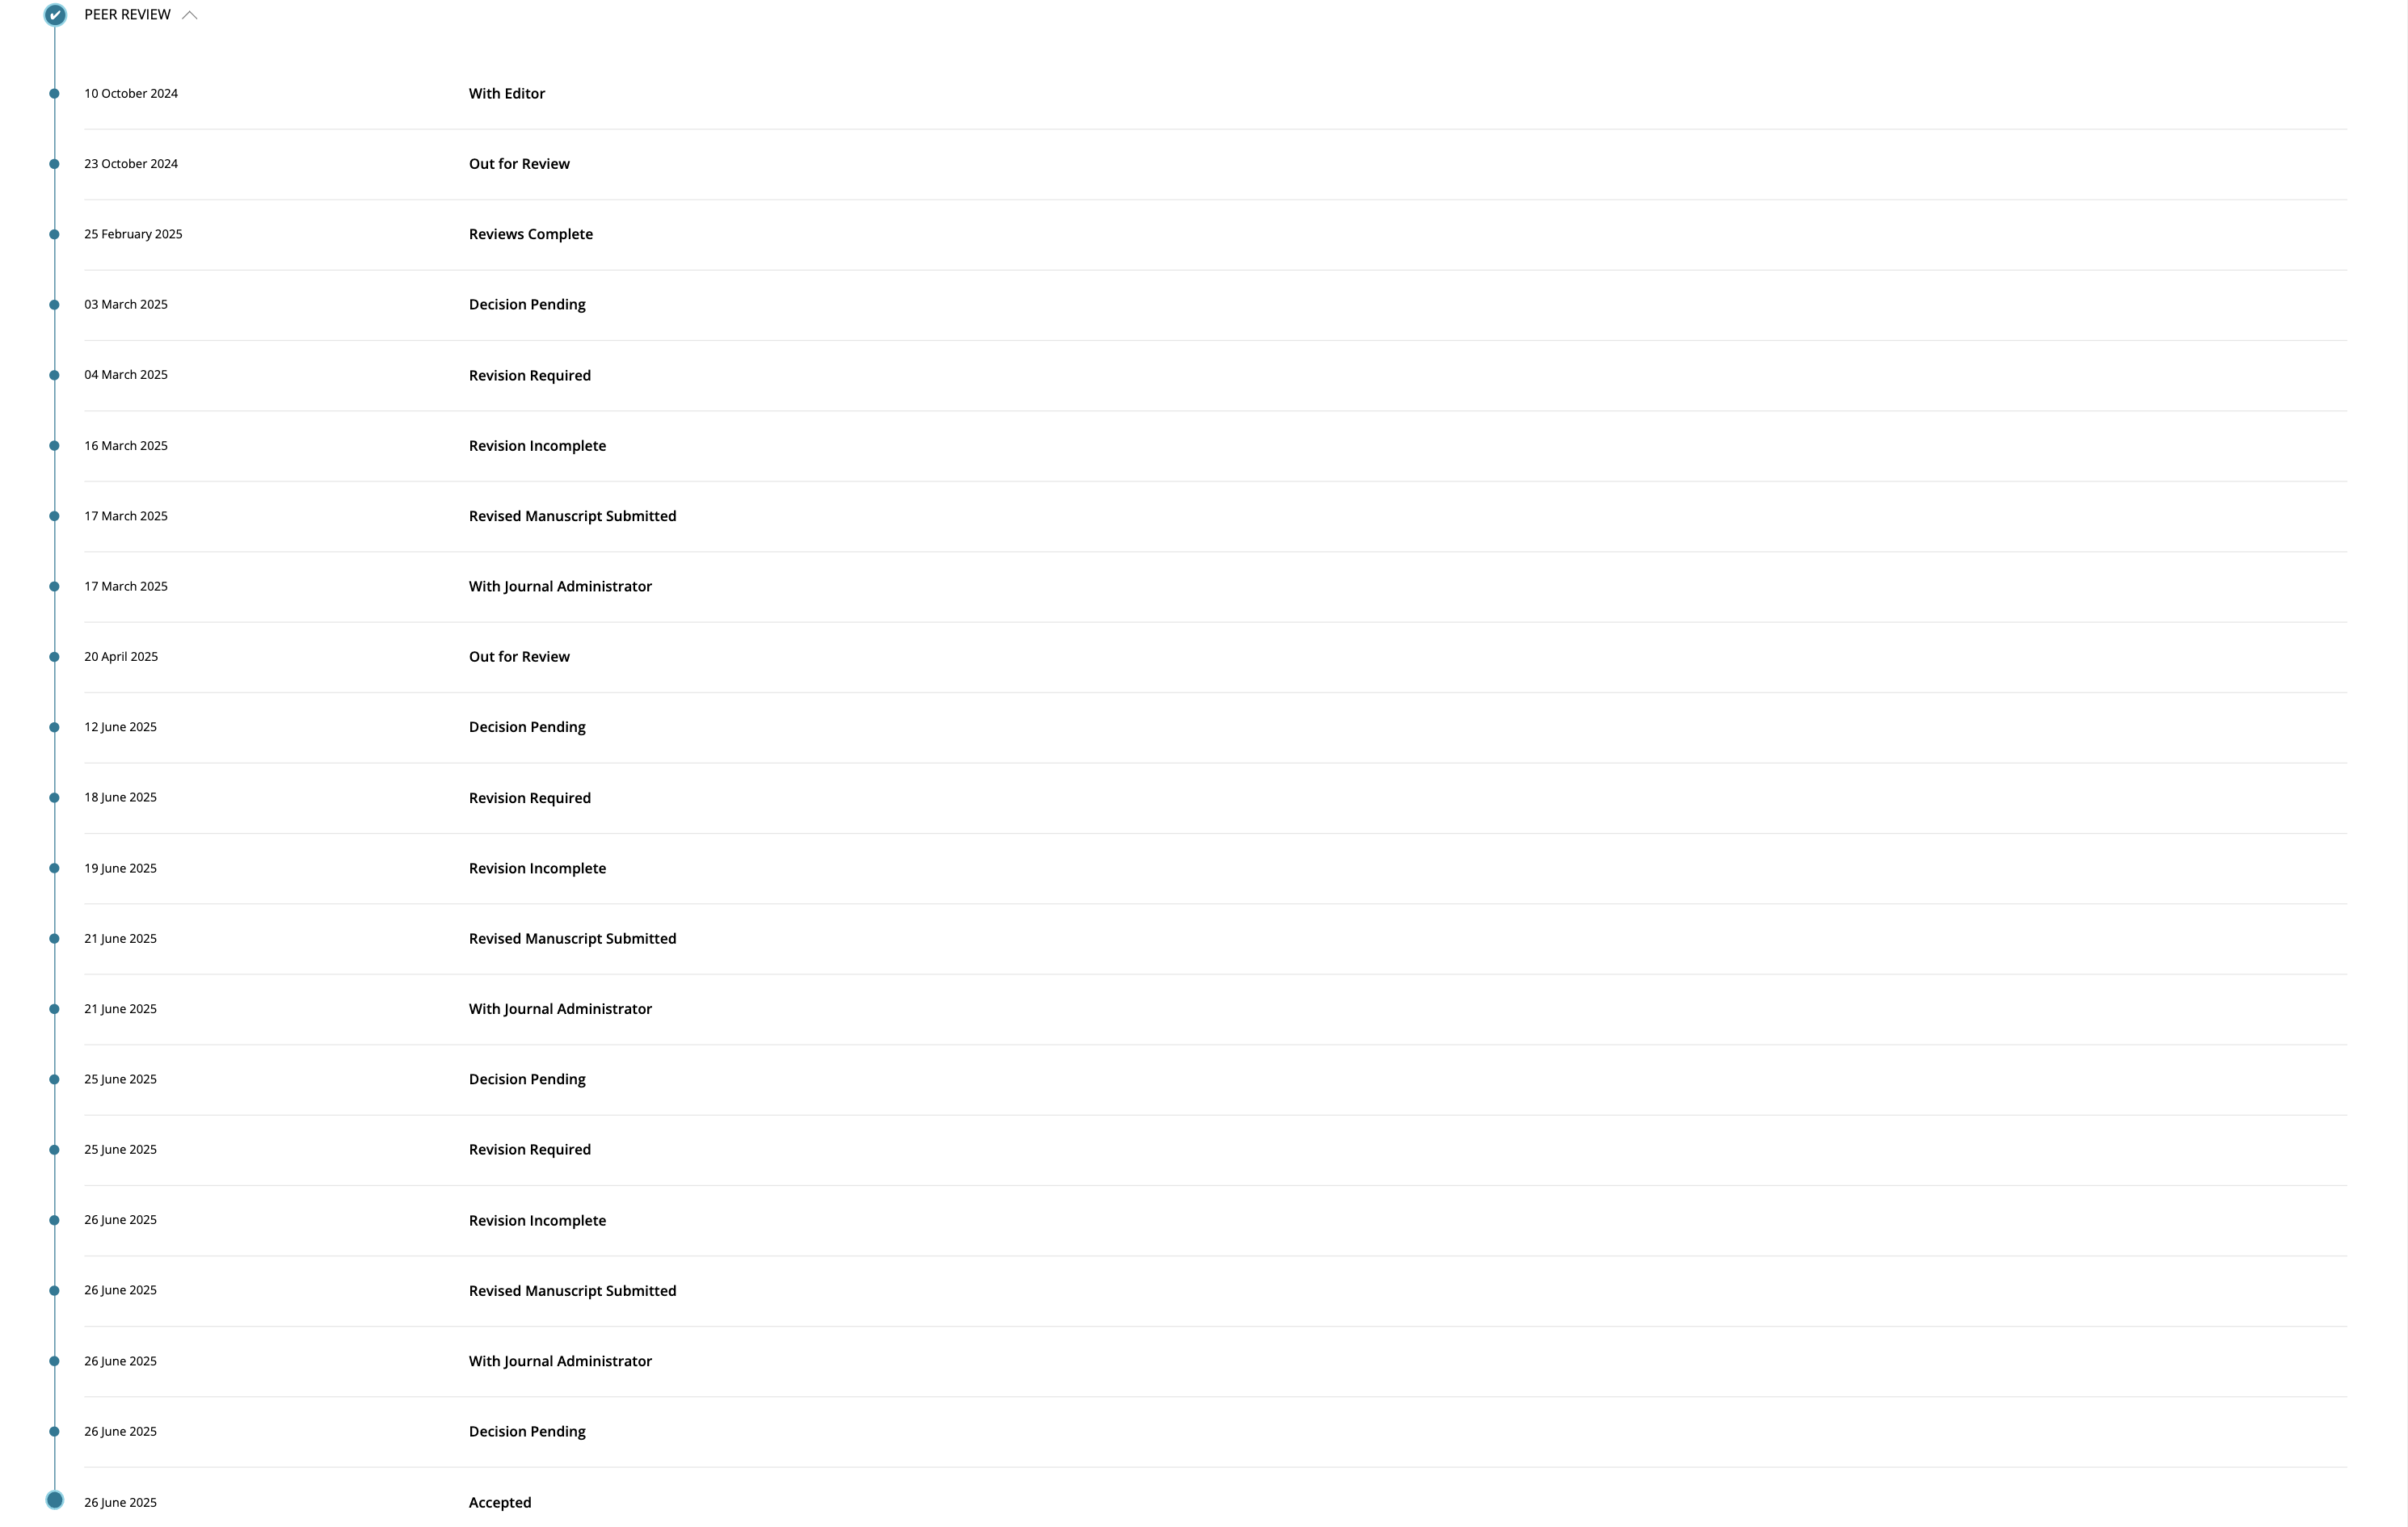 PEER REVIEW
10 October 2024 With Editor
23 October 2024 Out for Review
25 February 2025 Reviews Complete
03 March 2025 Decision Pending
04 March 2025 Revision Required
16 March 2025 Revision Incomplete
17 March 2025 Revised Manuscript Submitted
17 March 2025 With Journal Administrator
20 April 2025 Out for Review
12 June 2025 Decision Pending
18 June 2025 Revision Required
19 June 2025 Revision Incomplete
21 June 2025 Revised Manuscript Submitted
21 June 2025 With Journal Administrator
25 June 2025 Decision Pending
25 June 2025 Revision Required
26 June 2025 Revision Incomplete
26 June 2025 Revised Manuscript Submitted
26 June 2025 With Journal Administrator
26 June 2025 Decision Pending
26 June 2025 Accepted